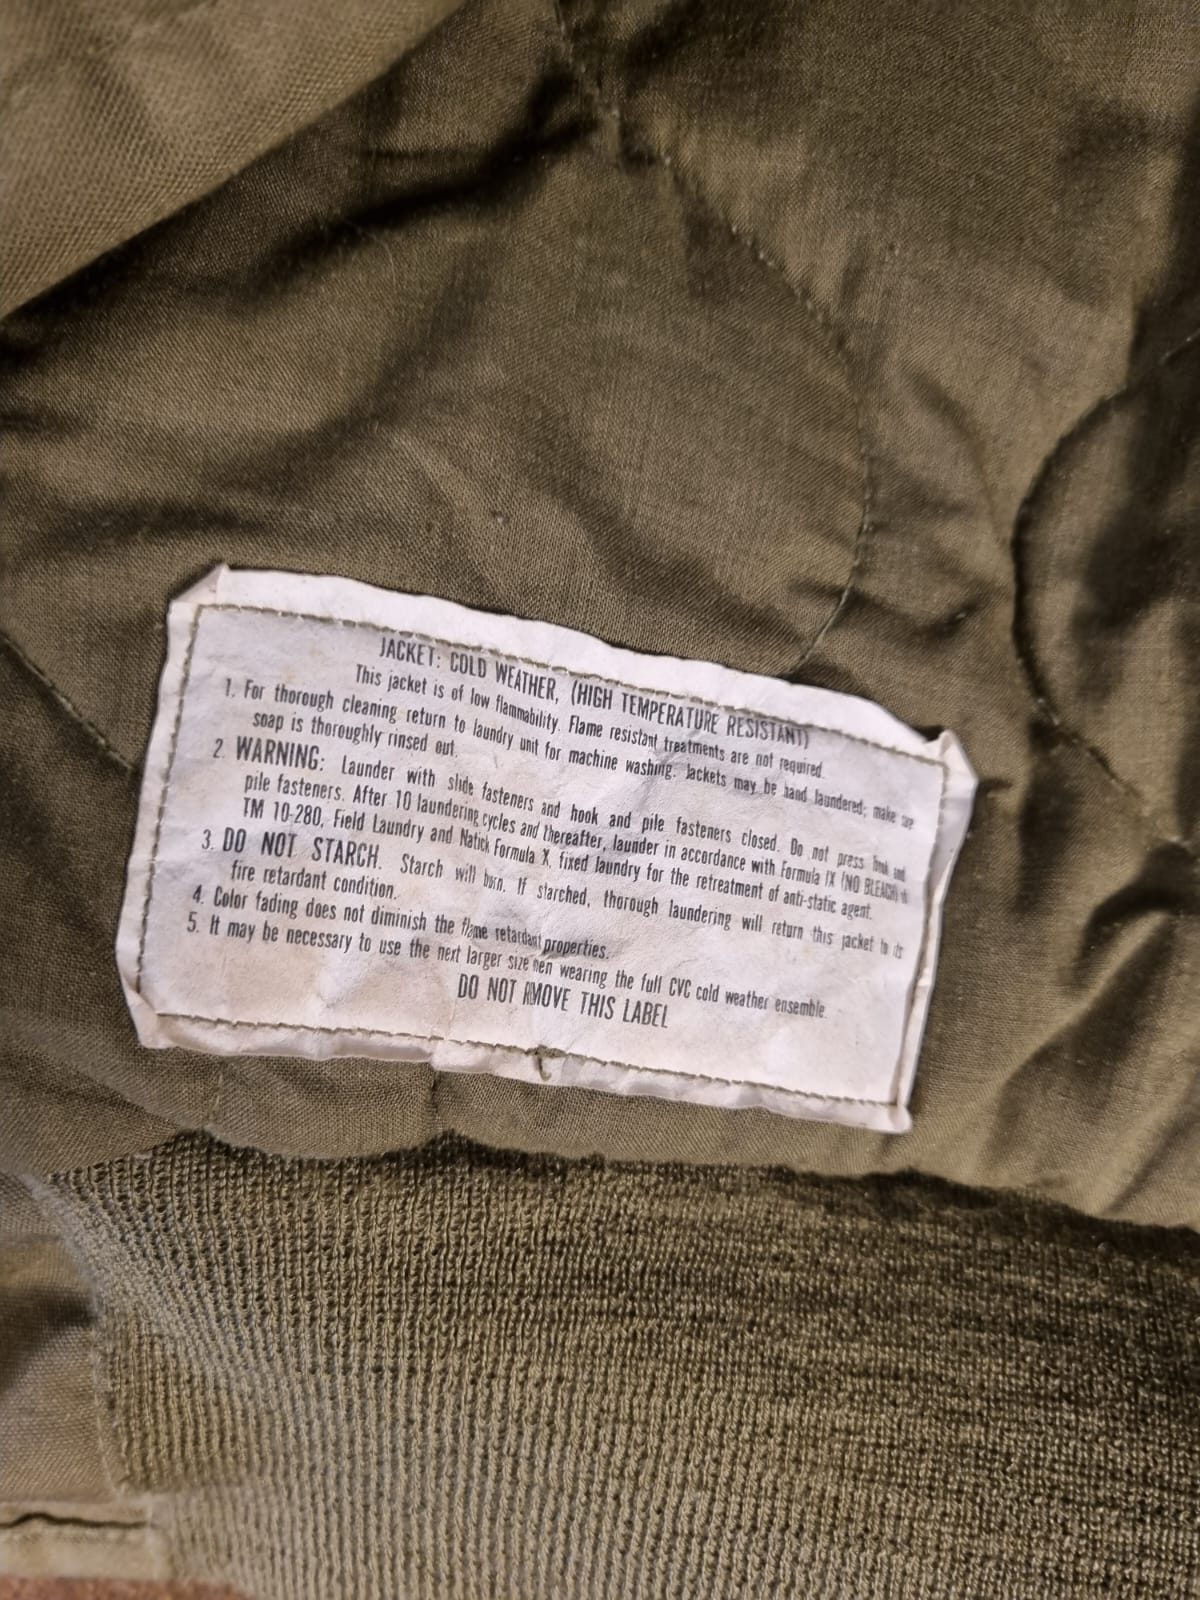 JACKET: COLD WEATHER, (HIGH TEMPERATURE RESISTANT)
This jacket is of low flammability. Flame resistant treatments are not required.
1. For thorough cleaning return to laundry unit for machine washing. Jackets may be hand laundered; make sure
soap is thoroughly rinsed out.
2. WARNING: Launder with slide fasteners and hook and pile fasteners closed. Do not press hook and
pile fasteners. After 10 laundering cycles and thereafter, launder in accordance with Formula IX (NO BLEACH)
TM 10-280, Field Laundry and Natick Formula X, fixed laundry for the retreatment of anti-static agent.
3. DO NOT STARCH. Starch will burn. If starched, thorough laundering will return this jacket to its
fire retardant condition.
4. Color fading does not diminish the flame retardant properties.
5. It may be necessary to use the next larger size wearing the full CVC cold weather ensemble.
DO NOT RMOVE THIS LABEL